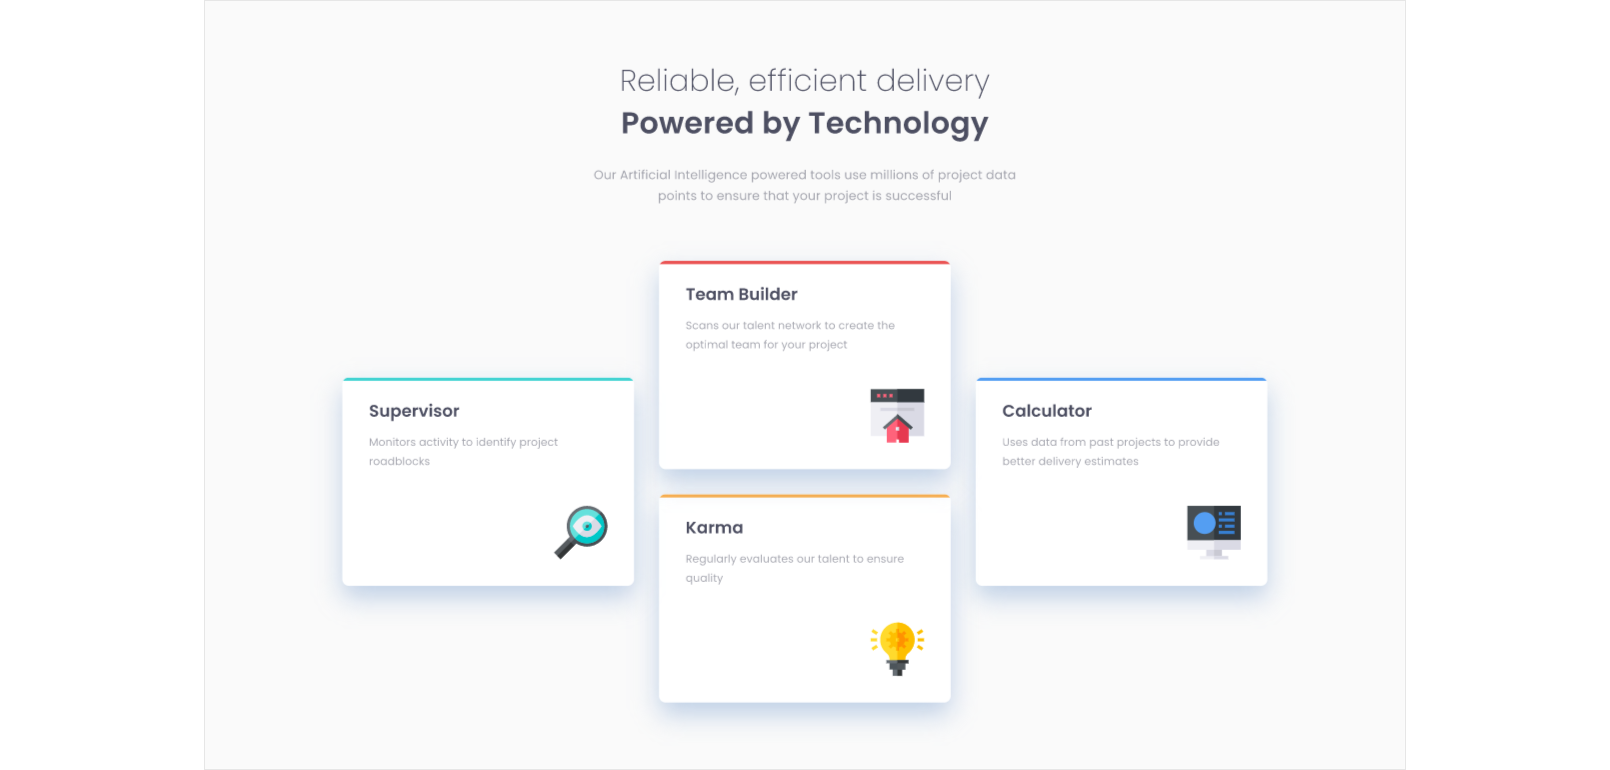 Reliable, efficient delivery
Powered by Technology
Our Artificial Intelligence powered tools use millions of project data
points to ensure that your project is successful
Team Builder
Scans our talent network to create the
optimal team for your project
Supervisor
Monitors activity to identify project
roadblocks
Calculator
Uses data from past projects to provide
better delivery estimates
Karma
Regularly evaluates our talent to ensure
quality